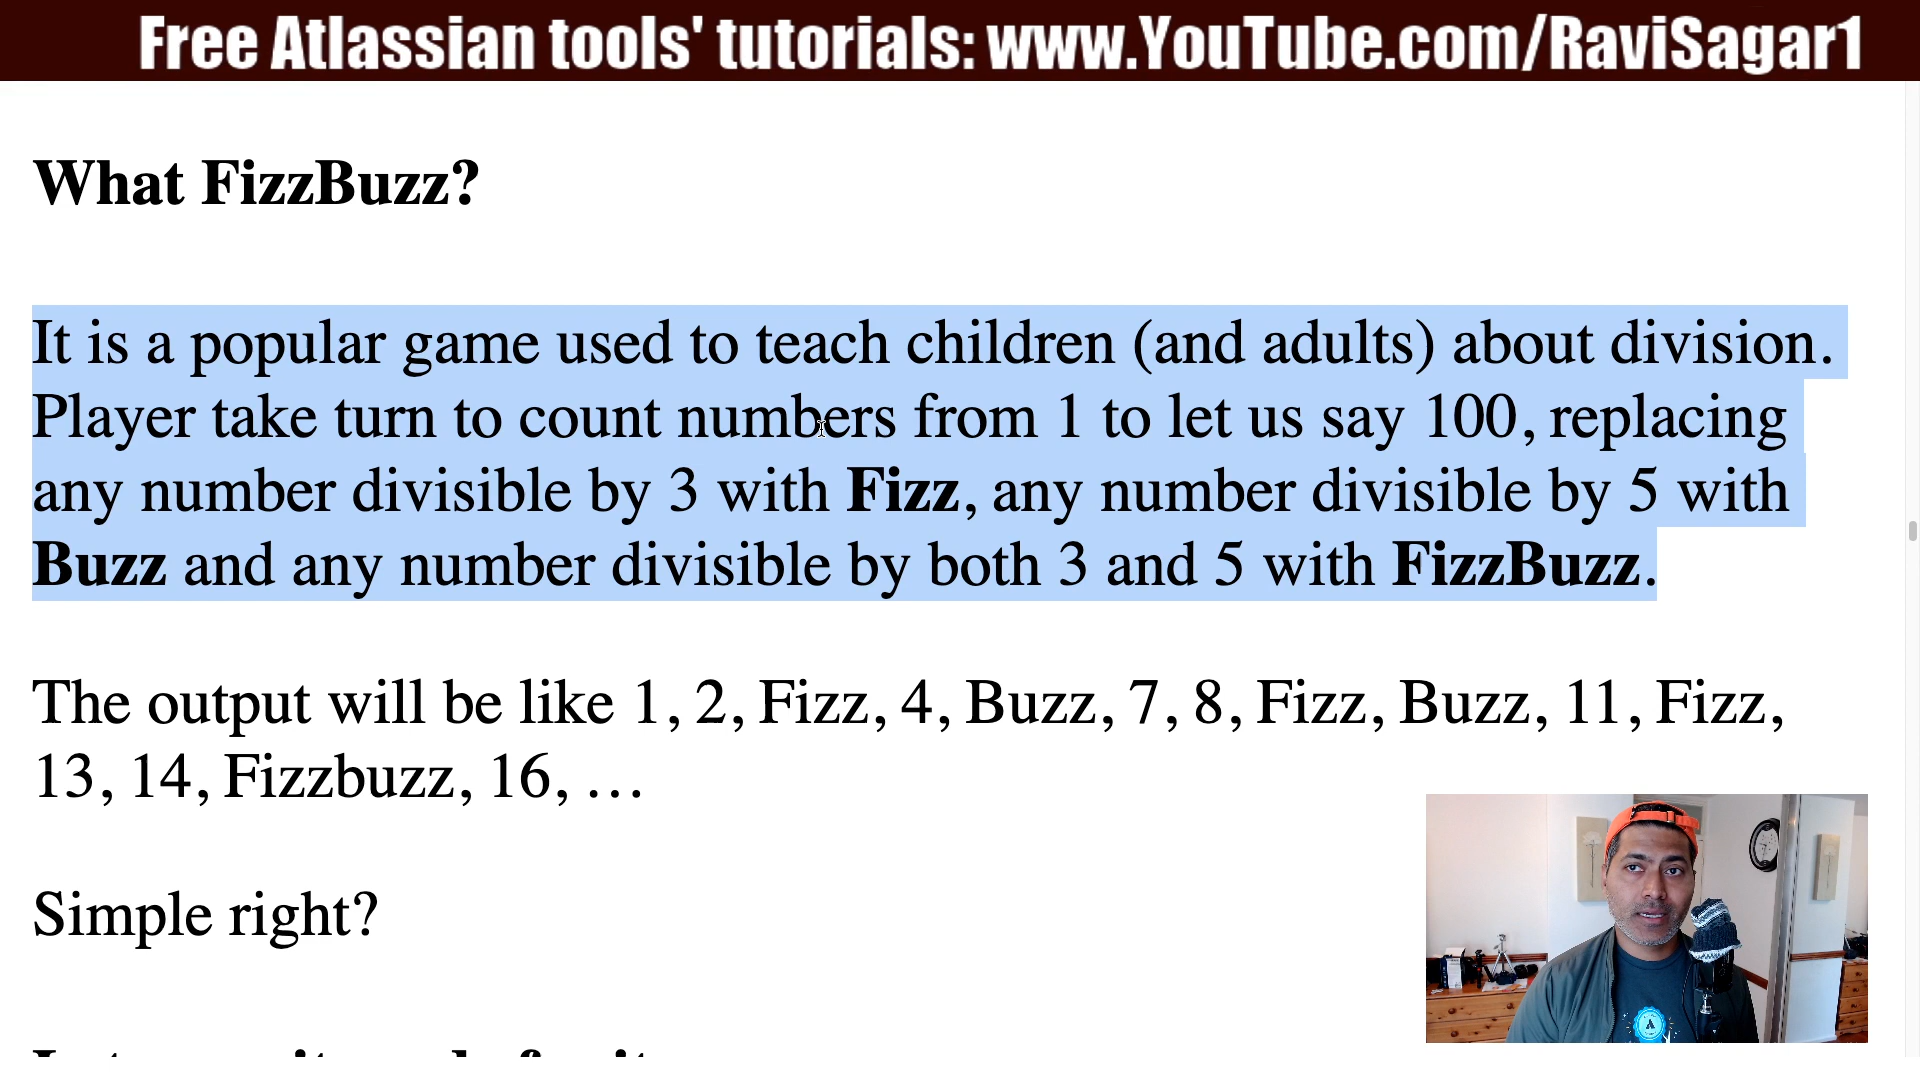 Free Atlassian tools' tutorials: www.YouTube.com/RaviSagar1
What FizzBuzz?
It is a popular game used to teach children (and adults) about division.
Player take turn to count numbers from 1 to let us say 100, replacing
any number divisible by 3 with Fizz, any number divisible by 5 with
Buzz and any number divisible by both 3 and 5 with FizzBuzz.
The output will be like 1, 2, Fizz, 4, Buzz, 7, 8, Fizz, Buzz, 11, Fizz,
13, 14, Fizzbuzz, 16, …
Simple right?